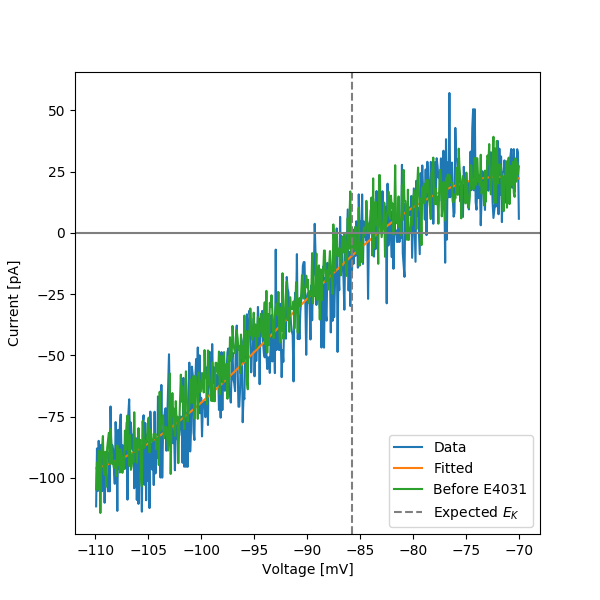 50
25
0
−25
−50
−75
−100
Current [pA]
Data
Fitted
Before E4031
Expected E_K
−110 −105 −100 −95 −90 −85 −80 −75 −70
Voltage [mV]